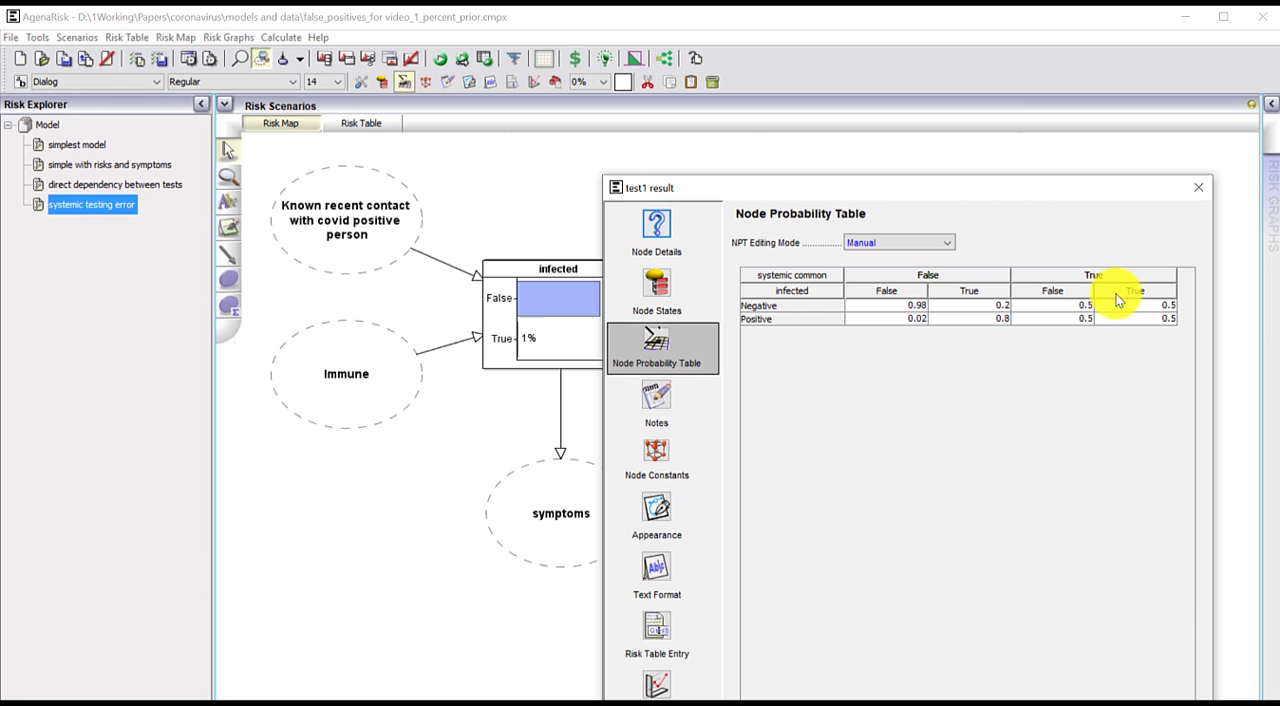 AgenaRisk - D:\1Working\Papers\coronavirus\models and data\false_positives_for video_1_percent_prior.cmpx
File Tools Scenarios Risk Table Risk Map Risk Graphs Calculate Help
Dialog Regular 14 0%
Risk Explorer
Risk Scenarios
Model
simplest model
simple with risks and symptoms
direct dependency between tests
systemic testing error
Risk Map Risk Table
RISK GRAPHS
Known recent contact
with covid positive
person
Immune
infected
False
True 1%
symptoms
test1 result
Node Details
Node States
Node Probability Table
Notes
Node Constants
Appearance
Text Format
Risk Table Entry
Node Probability Table
NPT Editing Mode ............... Manual
systemic common False True
infected False True False True
Negative 0.98 0.2 0.5 0.5
Positive 0.02 0.8 0.5 0.5